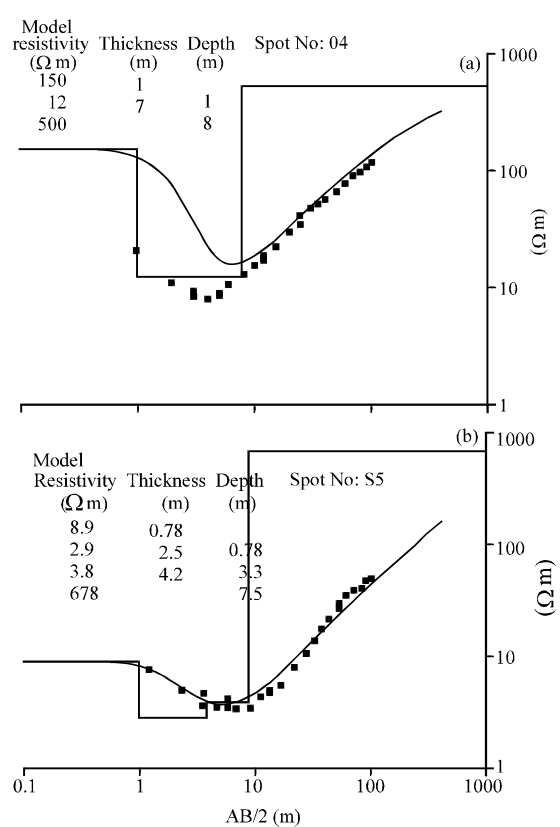 Model
resistivity Thickness Depth Spot No: 04
(Ω m) (m) (m)
150 1
12 7 1
500 8
(a)
1000
100
10
1
(Ω m)
(b)
Model
Resistivity Thickness Depth Spot No: S5
(Ω m) (m) (m)
8.9 0.78
2.9 2.5 0.78
3.8 4.2 3.3
678 7.5
1000
100
10
1
(Ω m)
0.1 1 10 100 1000
AB/2 (m)